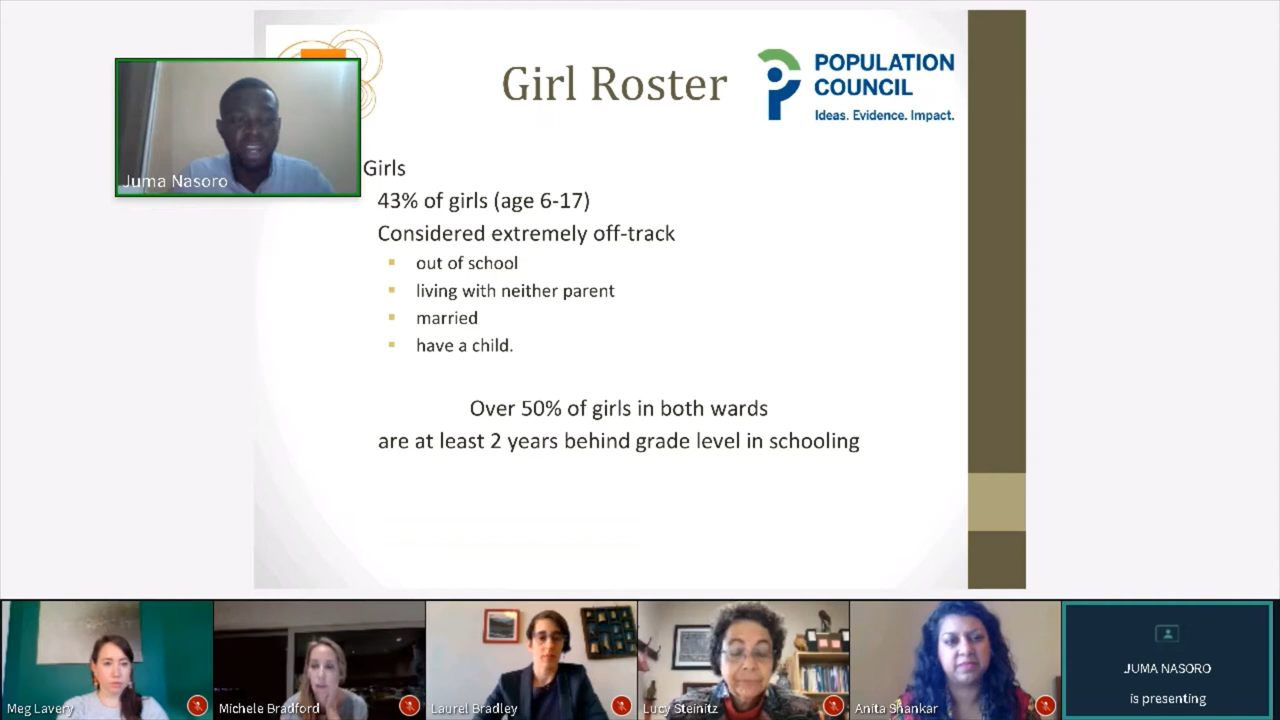 Girl Roster
POPULATION
COUNCIL
Ideas. Evidence. Impact.
Juma Nasoro
Girls
43% of girls (age 6-17)
Considered extremely off-track
out of school
living with neither parent
married
have a child.
Over 50% of girls in both wards
are at least 2 years behind grade level in schooling
Meg Lavery
Michele Bradford
Laurel Bradley
Lucy Steinitz
Anita Shankar
JUMA NASORO
is presenting